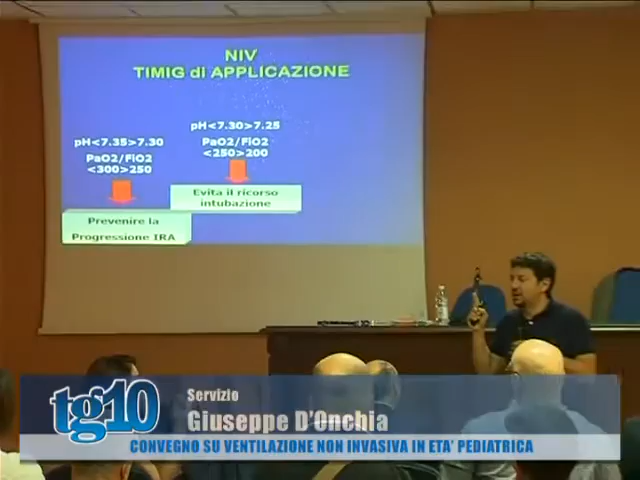 NIV
TIMIG di APPLICAZIONE
pH<7.35>7.30
PaO2/FiO2
<300>250
Prevenire la
Progressione IRA
pH<7.30>7.25
PaO2/FiO2
<250>200
Evita il ricorso
intubazione
tg10
Servizio
Giuseppe D'Onchia
CONVEGNO SU VENTILAZIONE NON INVASIVA IN ETA' PEDIATRICA